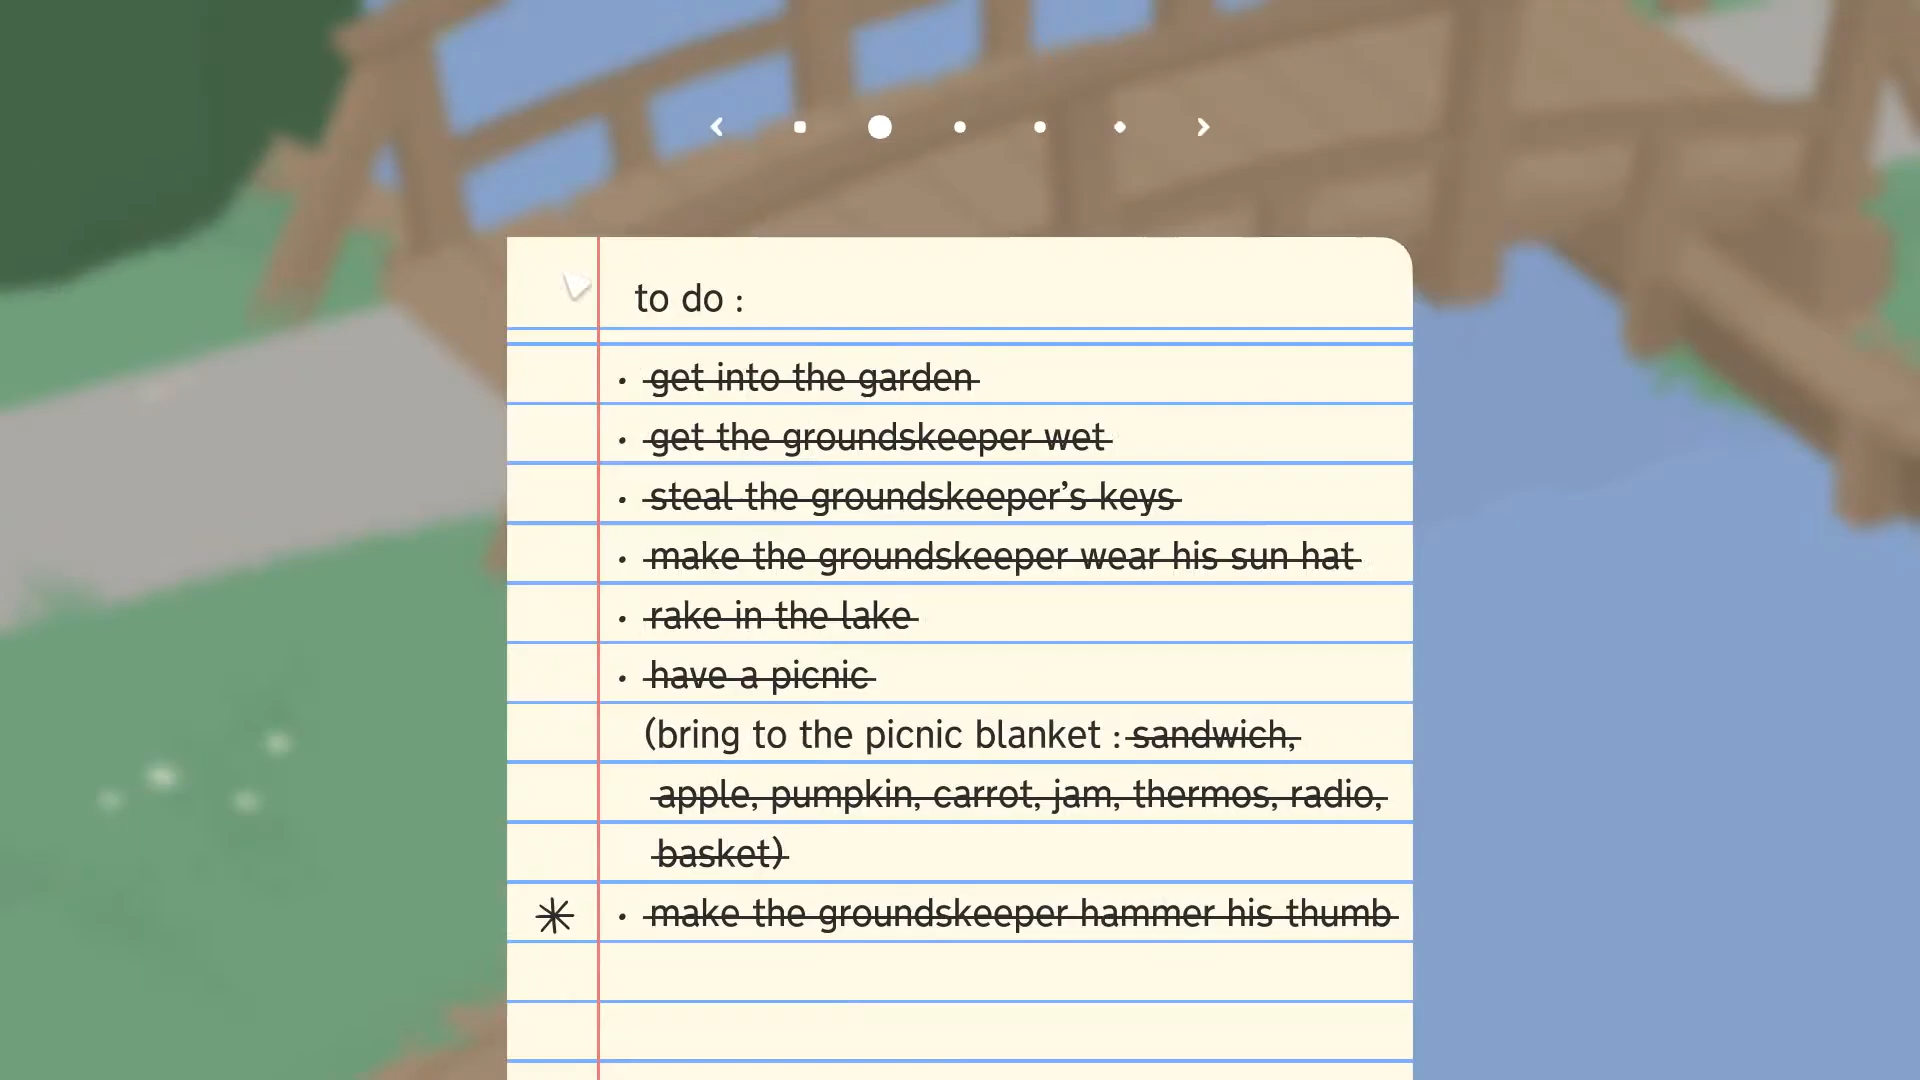 to do :
· get into the garden
· get the groundskeeper wet
· steal the groundskeeper’s keys
· make the groundskeeper wear his sun hat
· rake in the lake
· have a picnic
(bring to the picnic blanket : sandwich,
apple, pumpkin, carrot, jam, thermos, radio,
basket)
· make the groundskeeper hammer his thumb